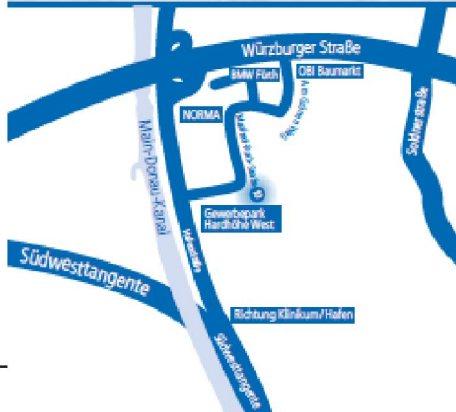 Würzburger Straße
BMW Fürth
OBI Baumarkt
NORMA
Soldnerstraße
Main-Donau-Kanal
Gewerbepark
Hardhöhe West
Hafenstraße
Südwesttangente
Richtung Klinikum/Hafen
Südwesttangente